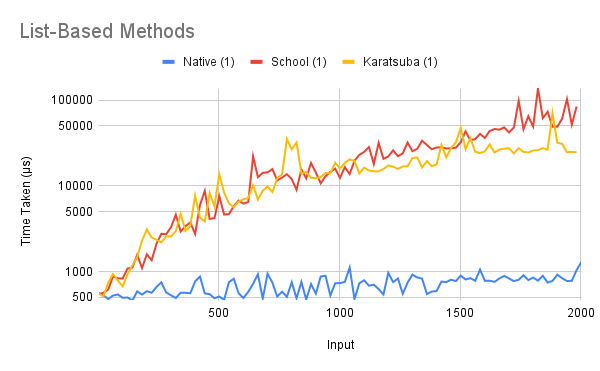 List-Based Methods
Native (1) School (1) Karatsuba (1)
100000
50000
10000
5000
1000
500
Time Taken (µs)
500 1000 1500 2000
Input